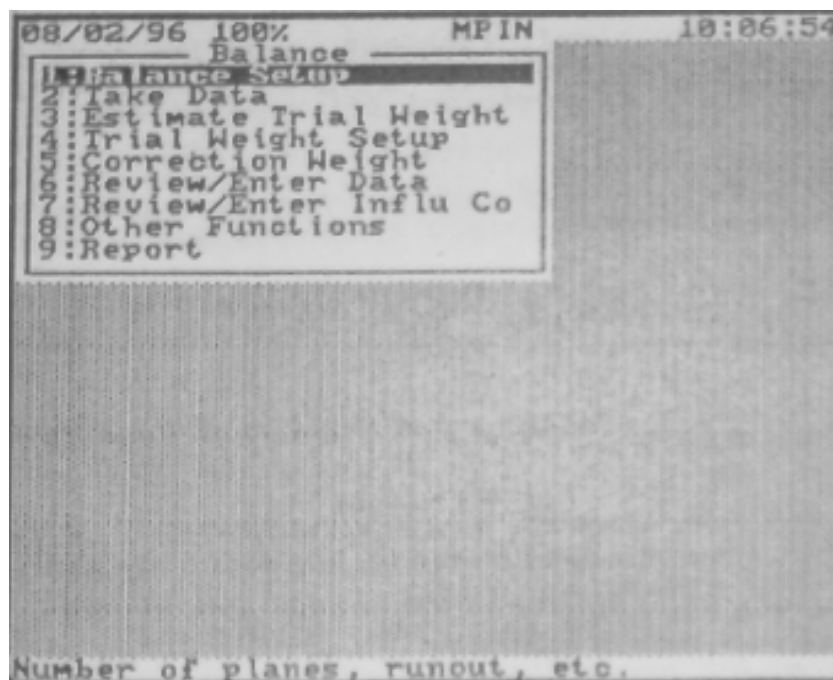 08/02/96 100% MPIN 10:06:54
Balance
1:Balance Setup
2:Take Data
3:Estimate Trial Weight
4:Trial Weight Setup
5:Correction Weight
6:Review/Enter Data
7:Review/Enter Influ Co
8:Other Functions
9:Report
Number of planes, runout, etc.